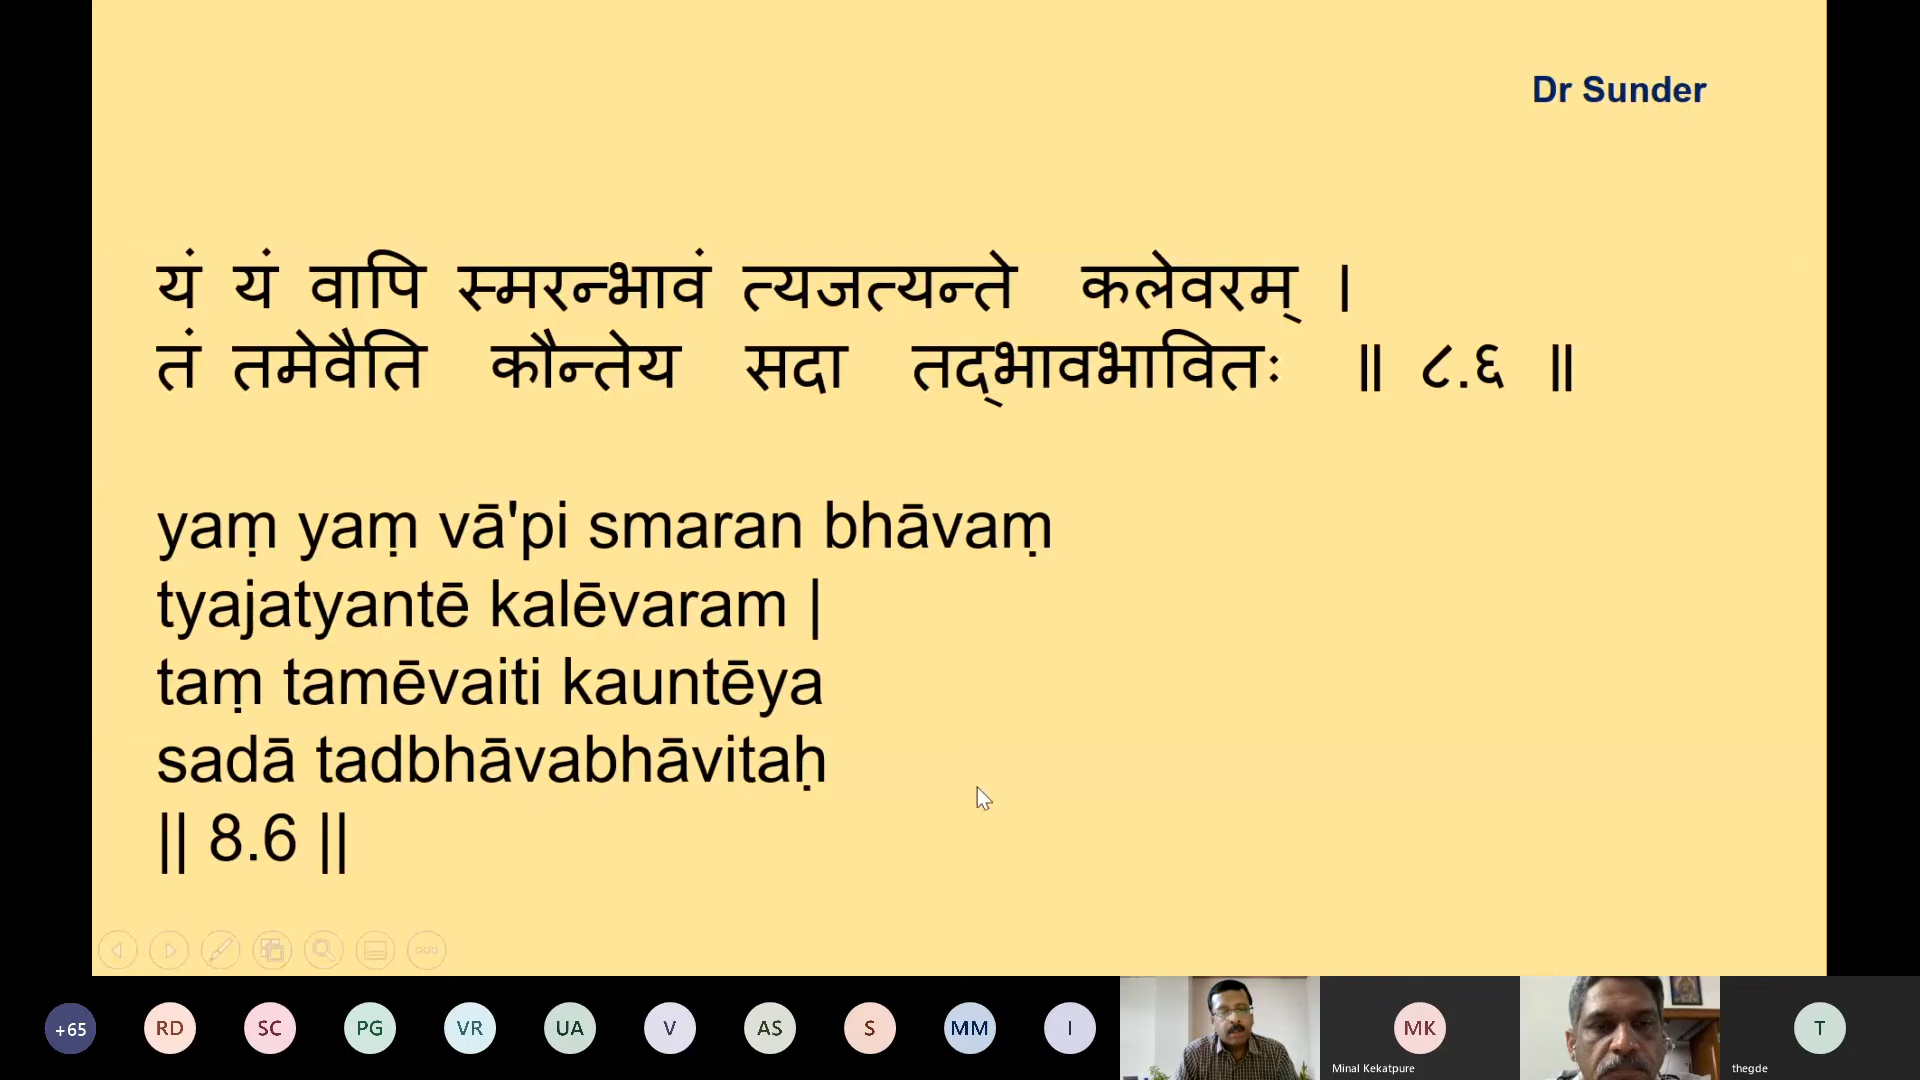 Dr Sunder
यं यं वापि स्मरन्भावं त्यजत्यन्ते कलेवरम् ।
तं तमेवैति कौन्तेय सदा तद्‌भावभावितः ॥ ८.६ ॥
yaṃ yaṃ vā'pi smaran bhāvaṃ
tyajatyantē kalēvaram |
taṃ tamēvaiti kauntēya
sadā tadbhāvabhāvitaḥ
|| 8.6 ||
+65 RD SC PG VR UA V AS S MM I MK T
Minal Kekatpure thegde